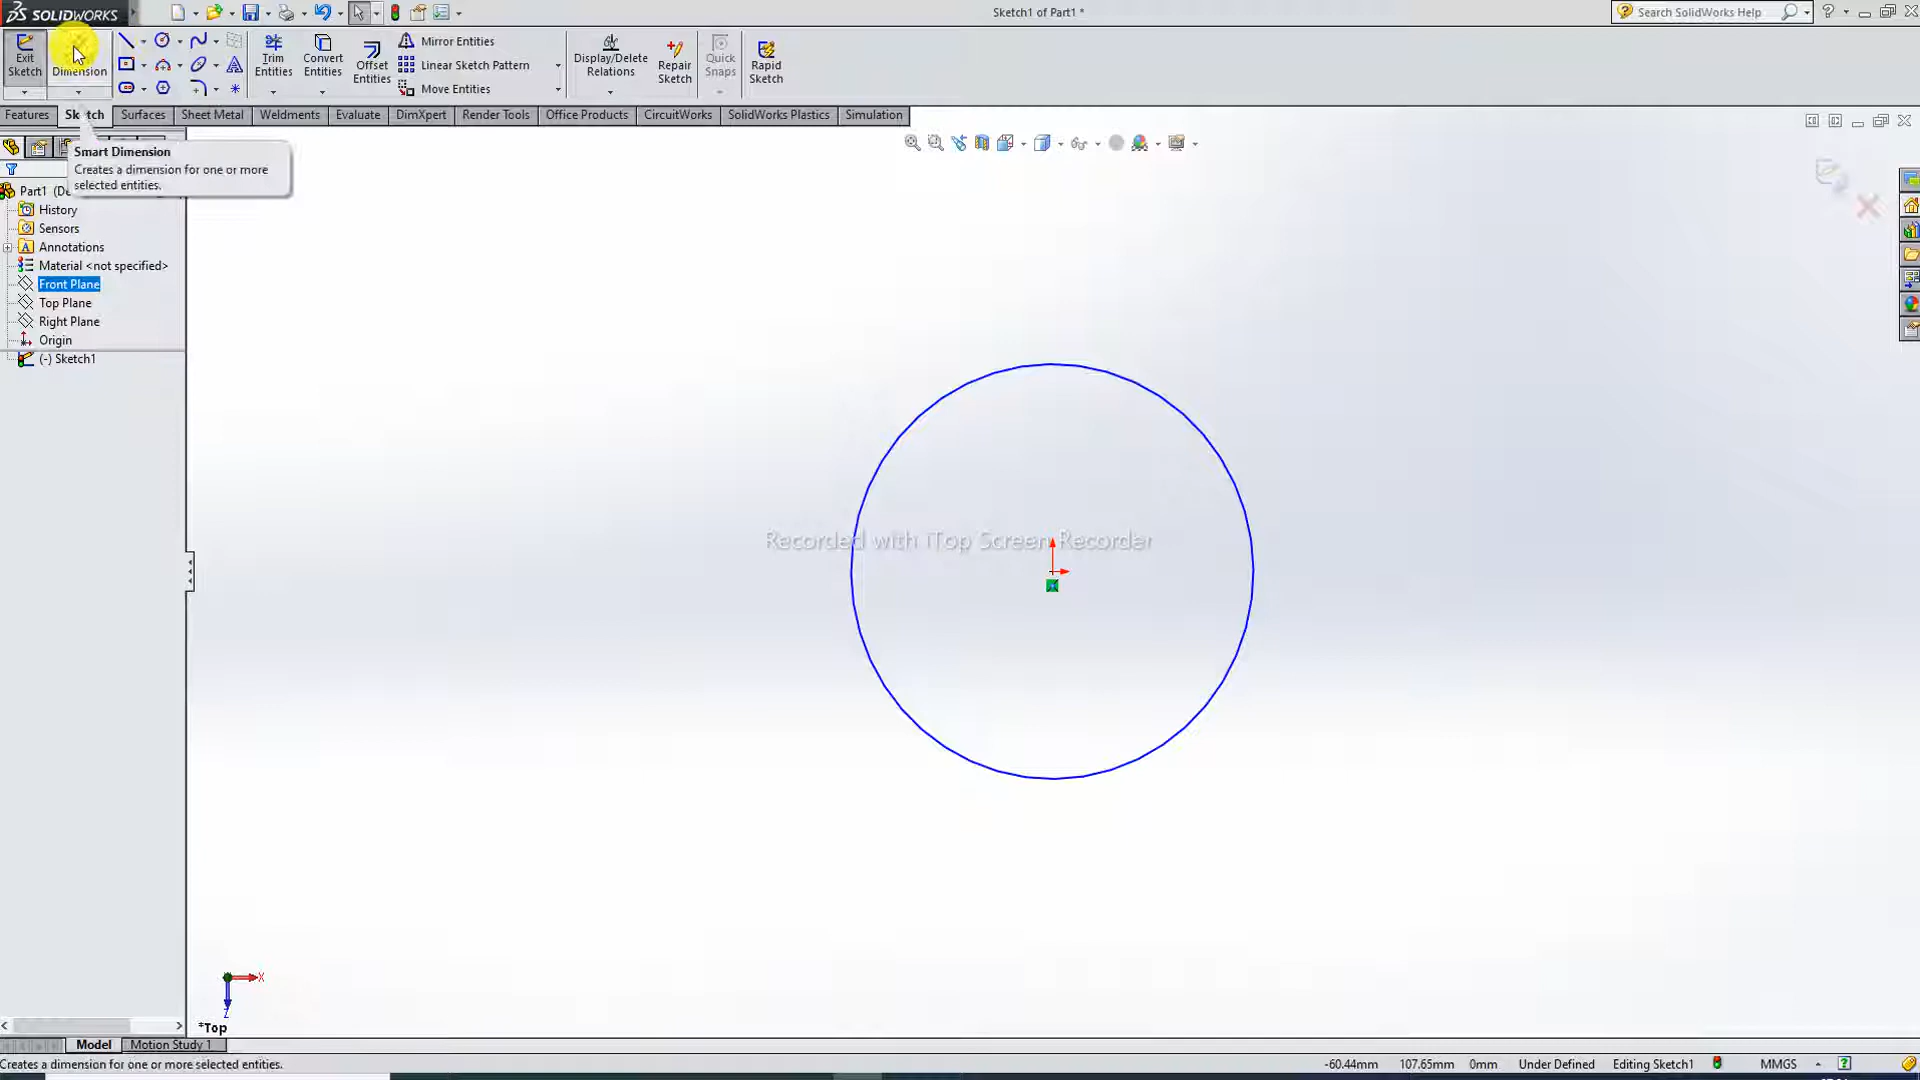 SOLIDWORKS
Sketch1 of Part1 *
Search SolidWorks Help
Exit Sketch
Dimension
Trim Entities
Convert Entities
Offset Entities
Mirror Entities
Linear Sketch Pattern
Move Entities
Display/Delete Relations
Repair Sketch
Quick Snaps
Rapid Sketch
Features
Sketch
Surfaces
Sheet Metal
Weldments
Evaluate
DimXpert
Render Tools
Office Products
CircuitWorks
SolidWorks Plastics
Simulation
Smart Dimension
Creates a dimension for one or more
selected entities.
Part1 (De
History
Sensors
Annotations
Material <not specified>
Front Plane
Top Plane
Right Plane
Origin
(-) Sketch1
Recorded with iTop Screen Recorder
X
Z
*Top
Model
Motion Study 1
Creates a dimension for one or more selected entities.
-60.44mm
107.65mm
0mm
Under Defined
Editing Sketch1
MMGS